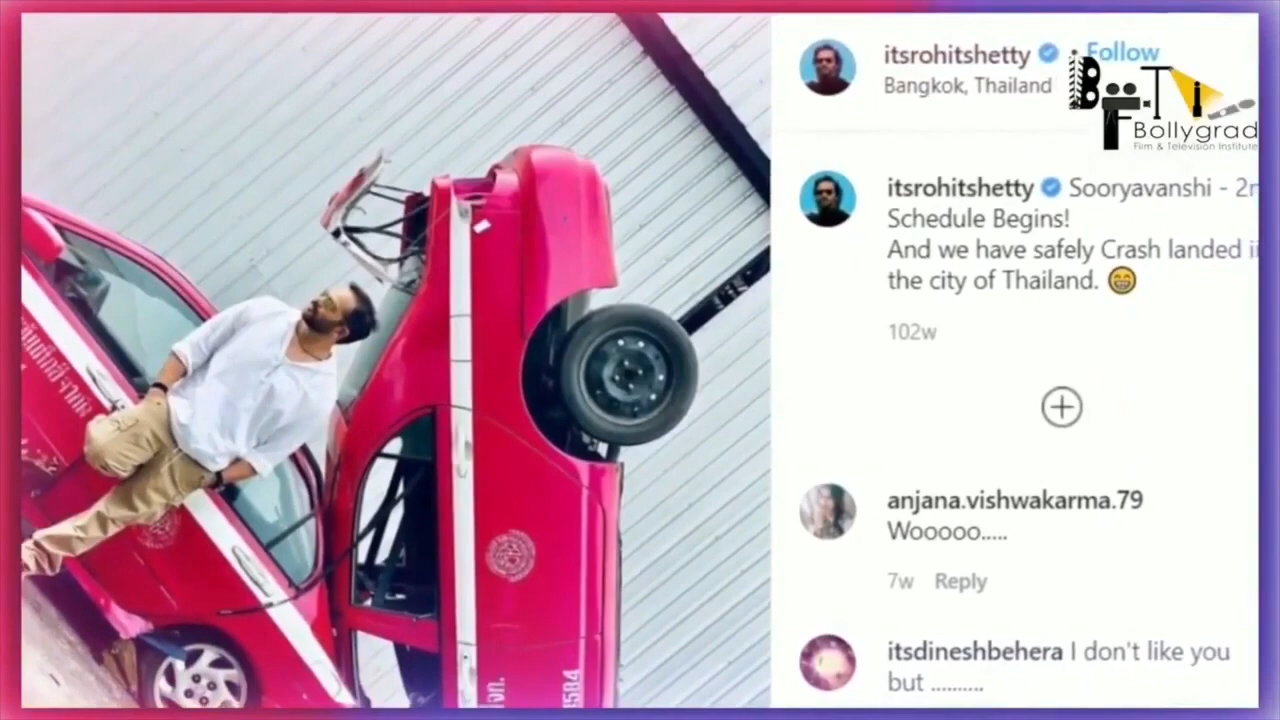 itsrohitshetty
Follow
Bangkok, Thailand
BFTi
Bollygrad
Film & Television Institute
itsrohitshetty Sooryavanshi -
Schedule Begins!
And we have safely Crash landed
the city of Thailand. 😁
102w
anjana.vishwakarma.79
Wooooo.....
7w Reply
itsdineshbehera I don't like you
but ..........